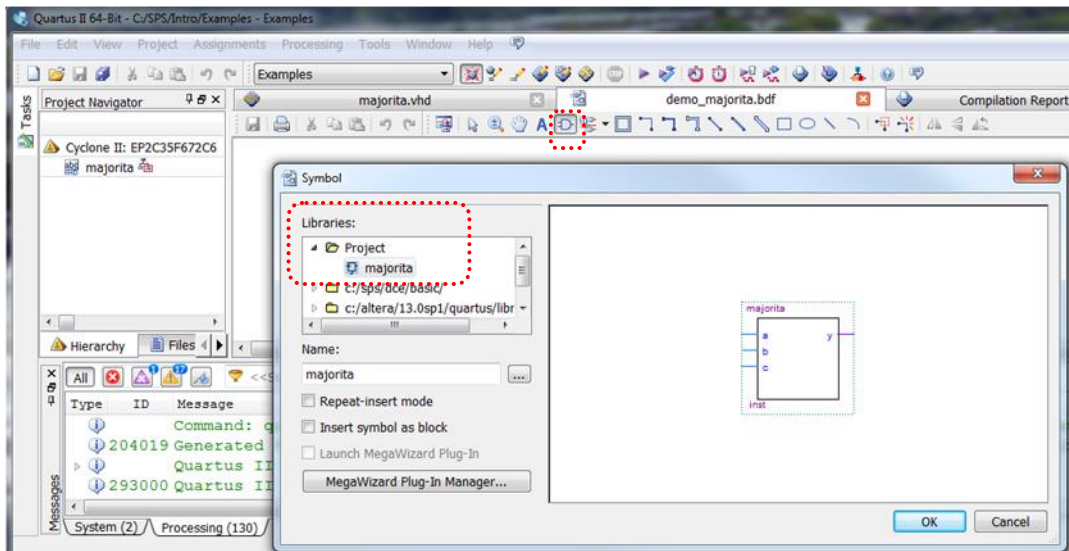 Quartus II 64-Bit - C:/SPS/Intro/Examples - Examples
File Edit View Project Assignments Processing Tools Window Help
Examples
Tasks
Project Navigator
majorita.vhd
demo_majorita.bdf
Compilation Report
A
Cyclone II: EP2C35F672C6
abd majorita
Symbol
Libraries:
Project
majorita
c:/sps/dce/basic/
c:/altera/13.0sp1/quartus/libr
Name:
majorita
...
Repeat-insert mode
Insert symbol as block
Launch MegaWizard Plug-In
MegaWizard Plug-In Manager...
majorita
a y
b
c
inst
OK Cancel
Hierarchy Files
Messages
All
Type ID Message
Command: q
204019 Generated
Quartus II
293000 Quartus II
System (2) Processing (130)